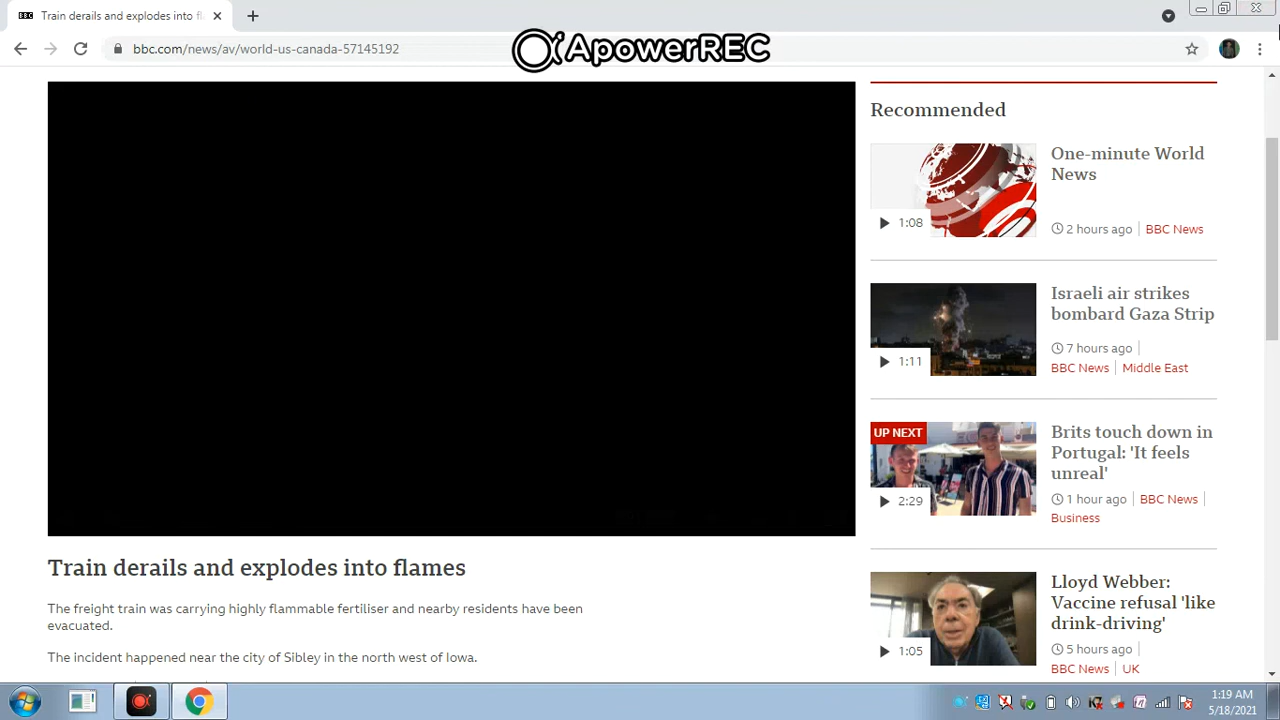 BBC Train derails and explodes into fl
bbc.com/news/av/world-us-canada-57145192
ApowerREC
Recommended
One-minute World
News
1:08
2 hours ago
BBC News
Israeli air strikes
bombard Gaza Strip
7 hours ago
1:11
BBC News
Middle East
UP NEXT
Brits touch down in
Portugal: 'It feels
unreal'
2:29
1 hour ago
BBC News
Business
Train derails and explodes into flames
The freight train was carrying highly flammable fertiliser and nearby residents have been
evacuated.
The incident happened near the city of Sibley in the north west of Iowa.
Lloyd Webber:
Vaccine refusal 'like
drink-driving'
1:05
5 hours ago
BBC News
UK
1:19 AM
5/18/2021